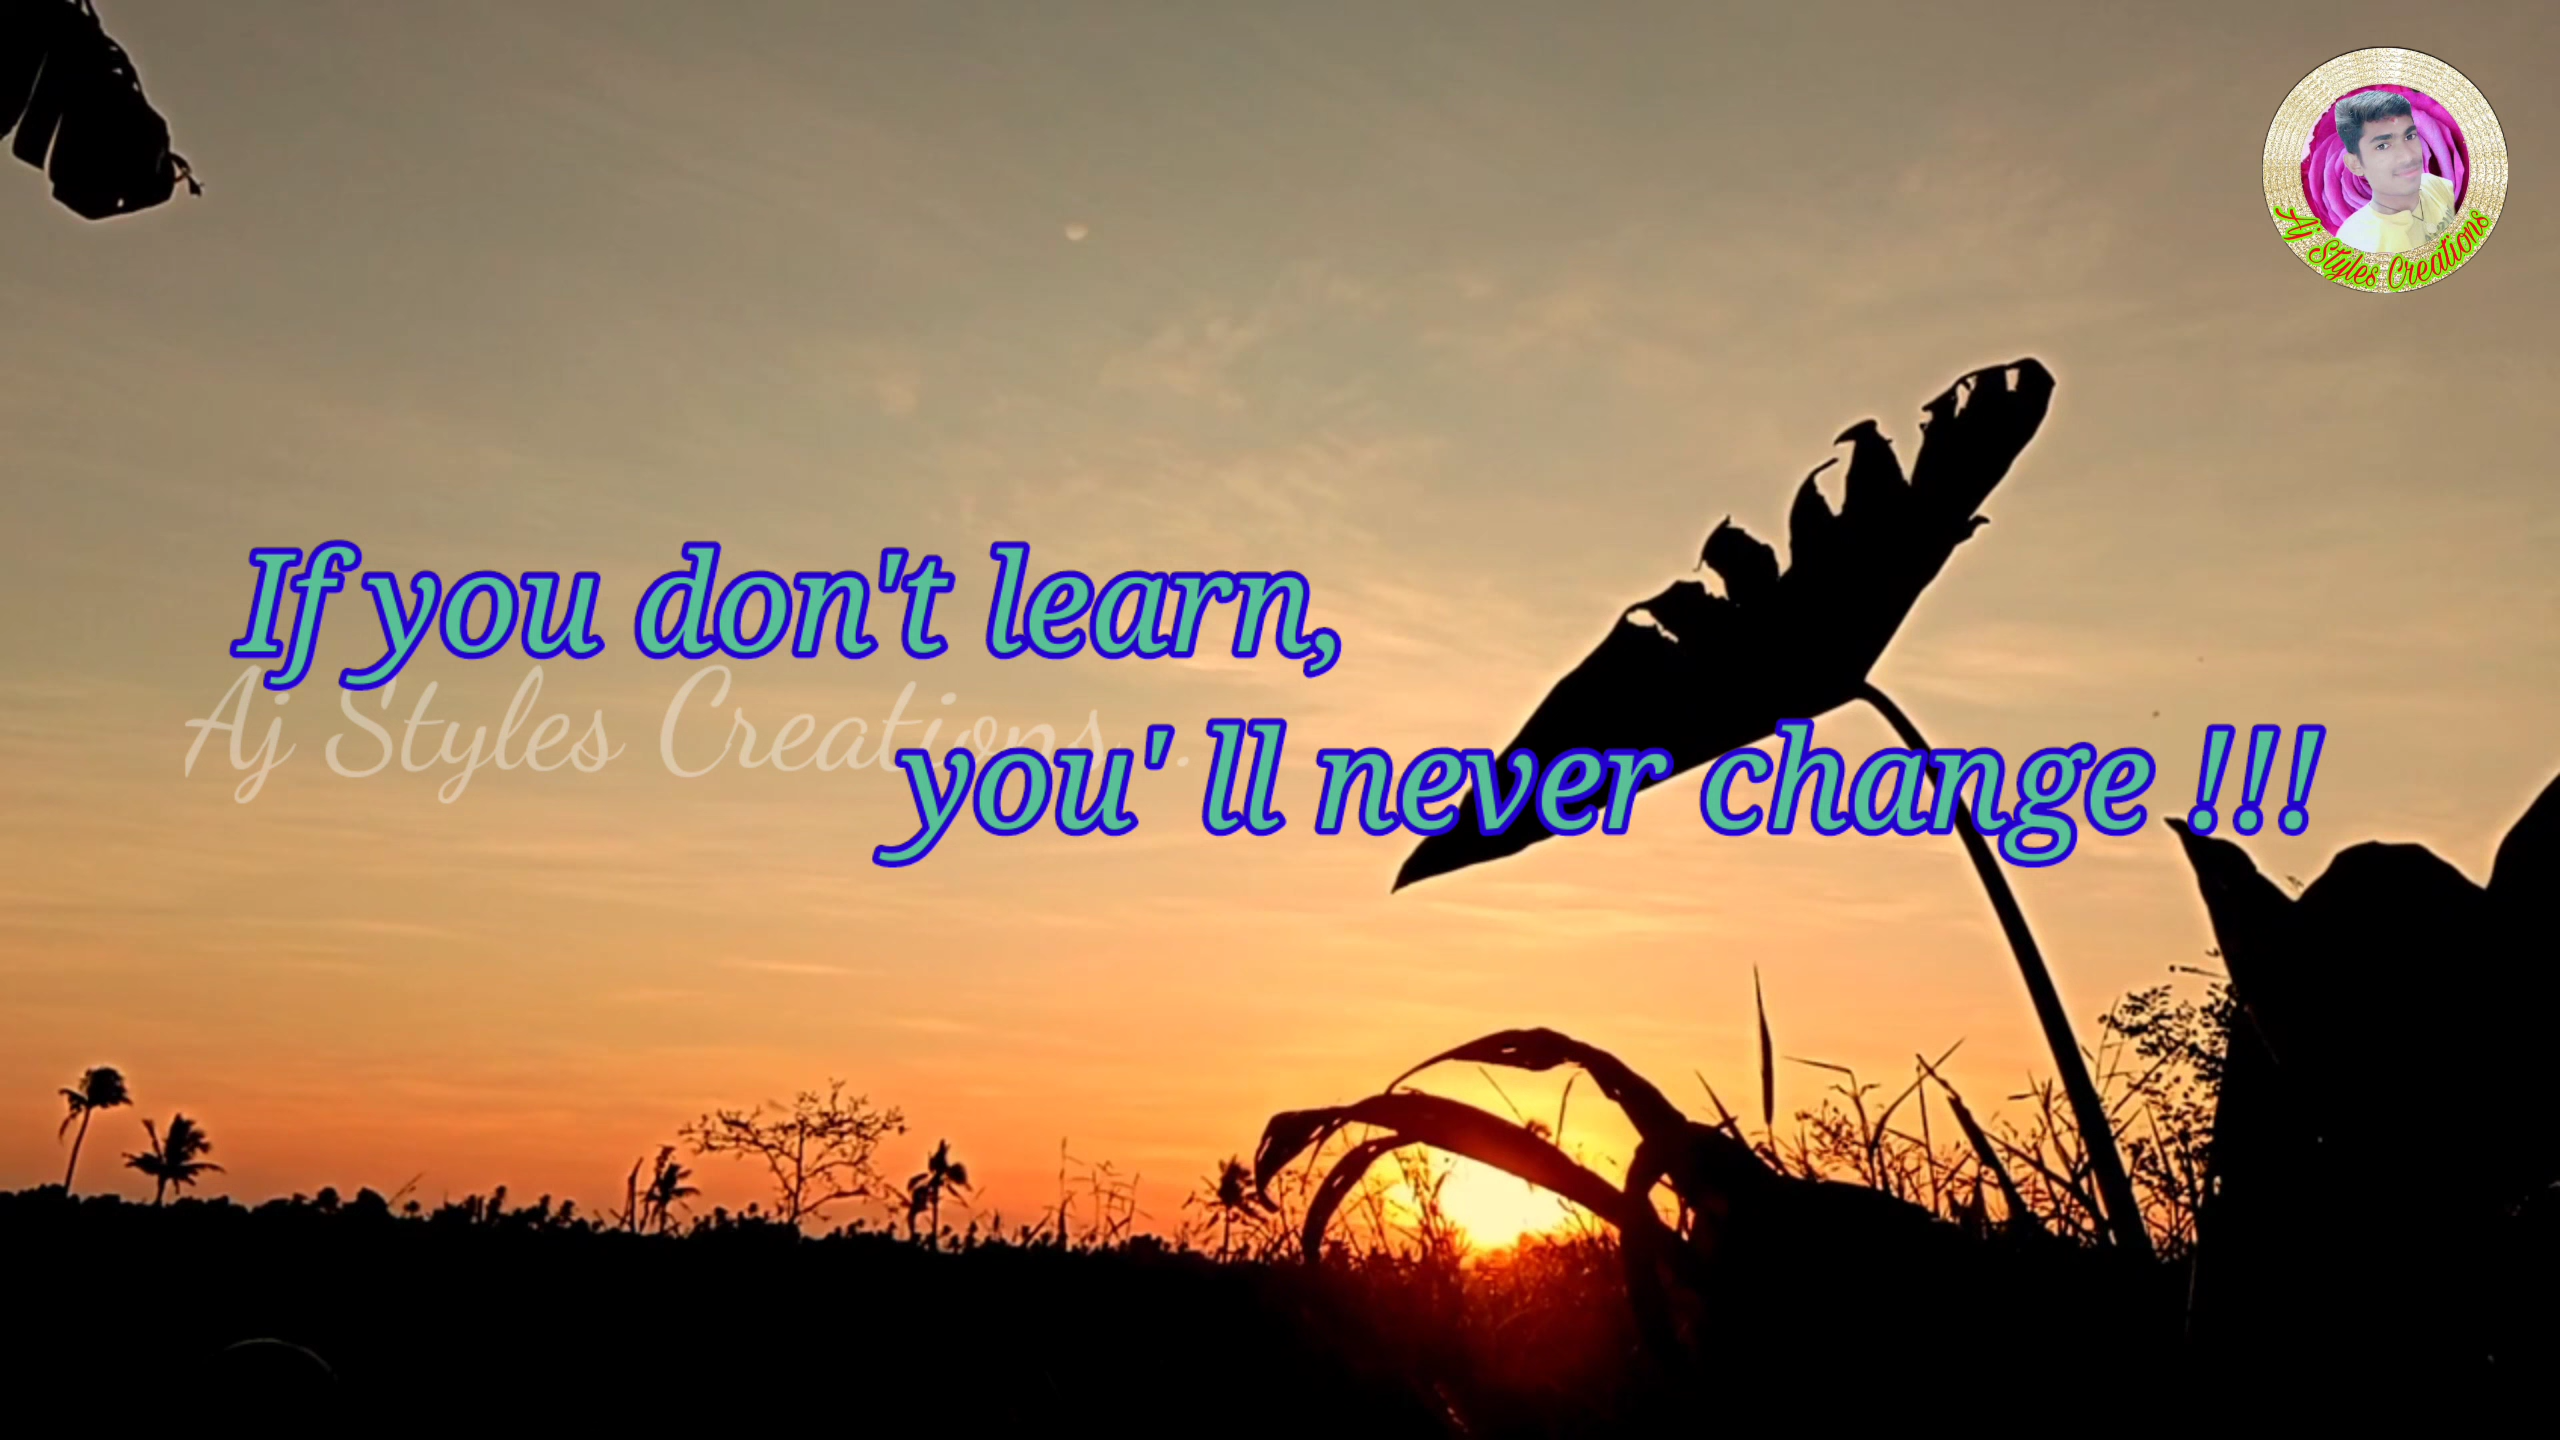 Aj Styles Creations
If you don't learn,
Aj Styles Creations..
you' ll never change !!!